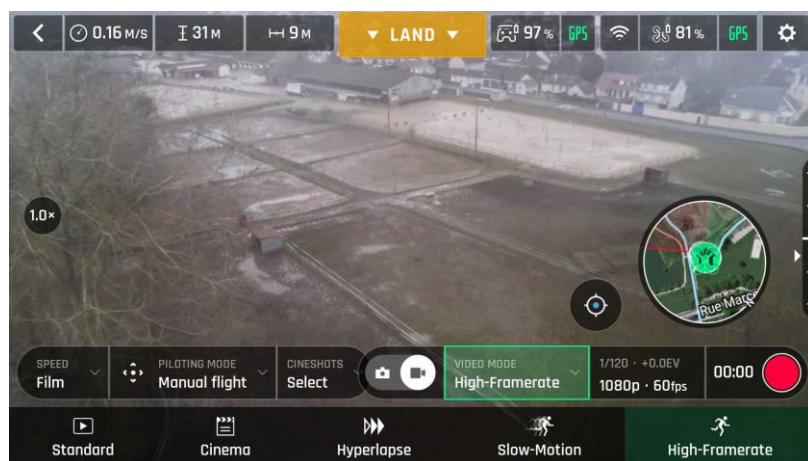 0.16 M/S
31 M
9 M
LAND
97 %
GPS
81 %
GPS
1.0×
Rue Marc
SPEED
Film
PILOTING MODE
Manual flight
CINESHOTS
Select
VIDEO MODE
High-Framerate
1/120 · +0.0EV
1080p · 60fps
00:00
Standard
Cinema
Hyperlapse
Slow-Motion
High-Framerate